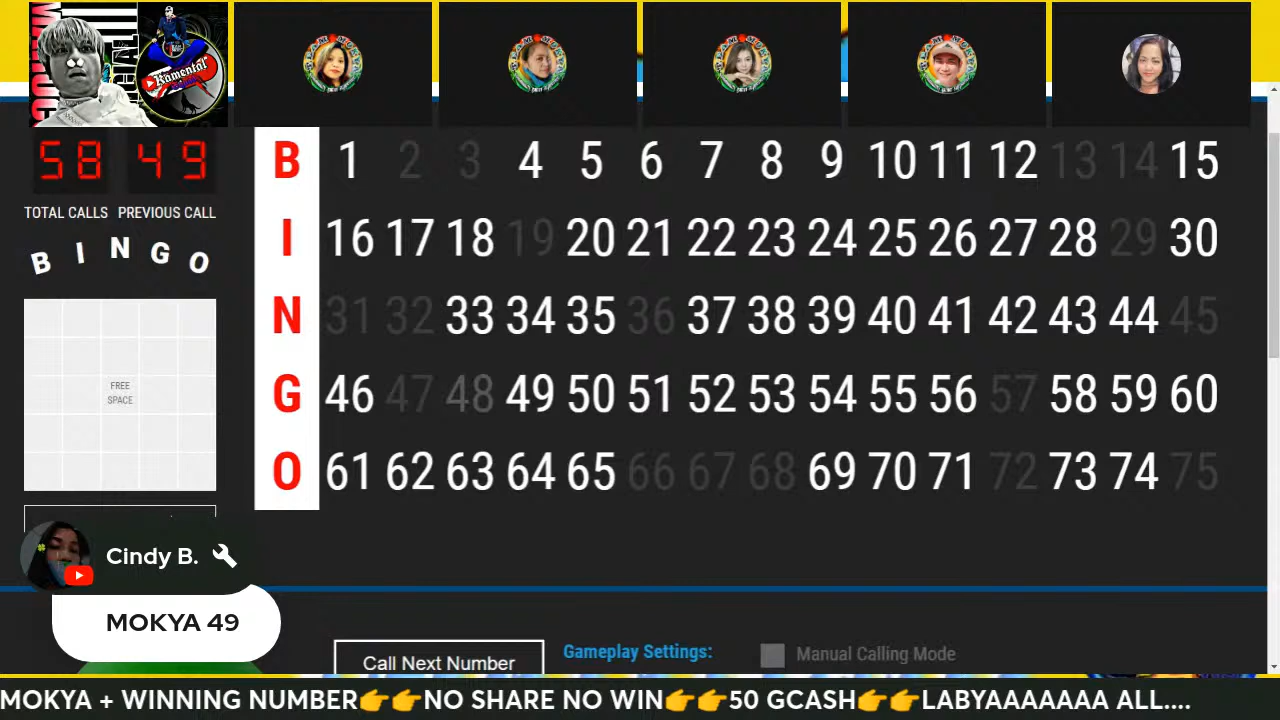 Kamental
58 49
TOTAL CALLS PREVIOUS CALL
B I N G O
FREE
SPACE
B 1 2 3 4 5 6 7 8 9 10 11 12 13 14 15
I 16 17 18 19 20 21 22 23 24 25 26 27 28 29 30
N 31 32 33 34 35 36 37 38 39 40 41 42 43 44 45
G 46 47 48 49 50 51 52 53 54 55 56 57 58 59 60
O 61 62 63 64 65 66 67 68 69 70 71 72 73 74 75
Cindy B.
MOKYA 49
Call Next Number
Gameplay Settings:
Manual Calling Mode
MOKYA + WINNING NUMBER👉👉NO SHARE NO WIN👉👉50 GCASH👉👉LABYAAAAAAA ALL....